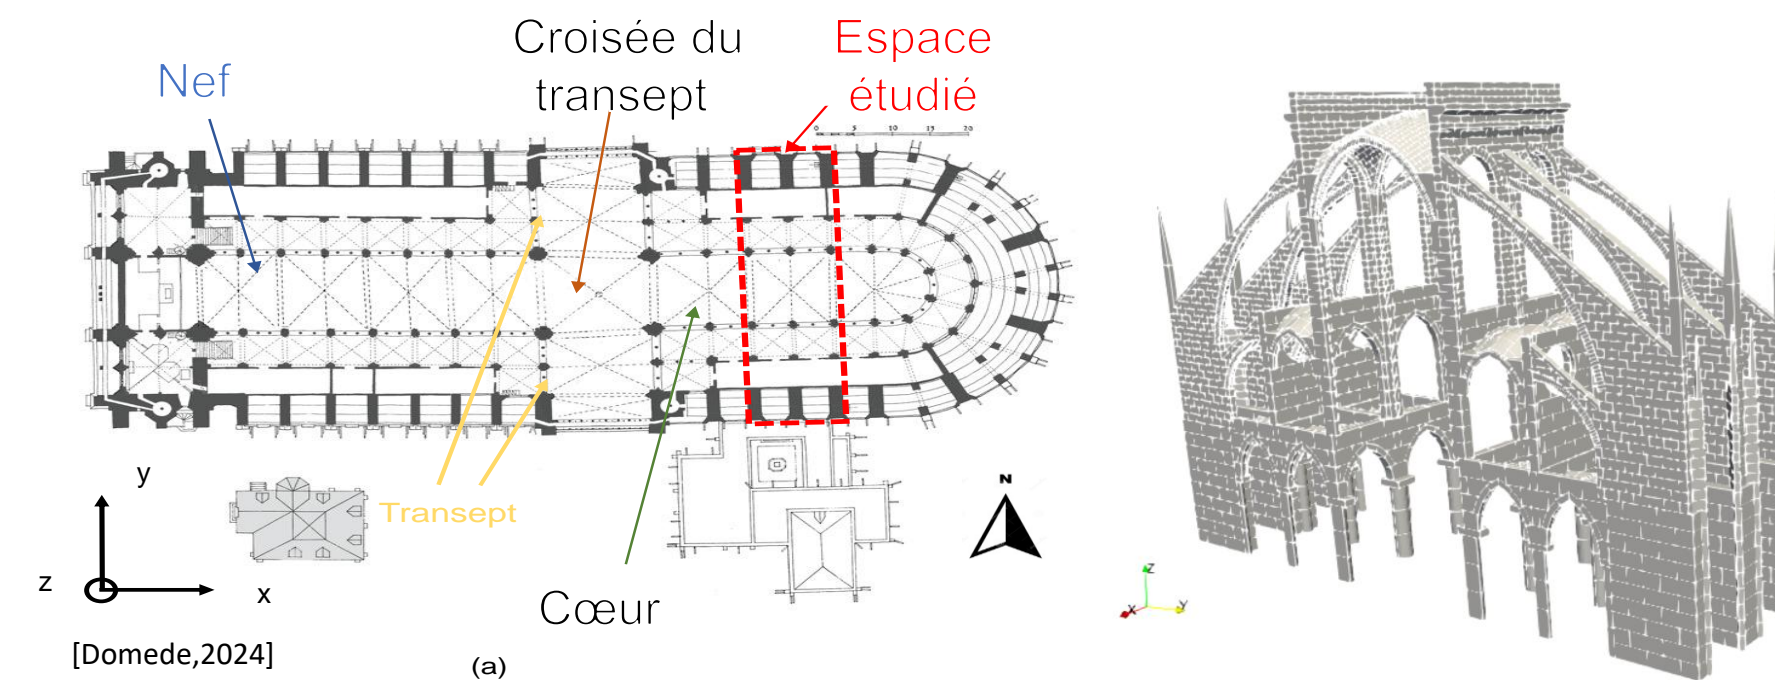 Croisée du
transept
Espace
étudié
Nef
0 5 10 15 20
Transept
y
z
x
N
Cœur
[Domede,2024]
(a)
Z
X
Y